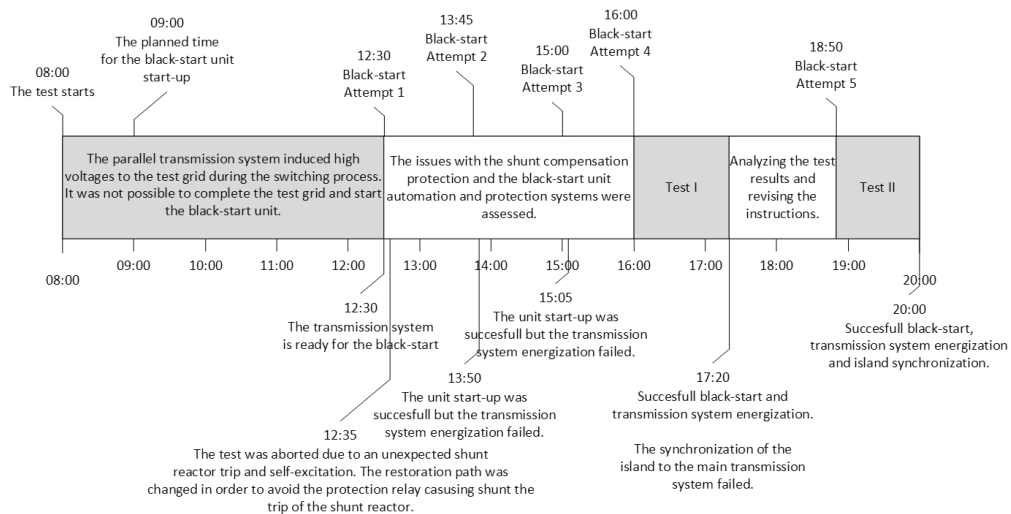 08:00
The test starts
09:00
The planned time
for the black-start unit
start-up
12:30
Black-start
Attempt 1
13:45
Black-start
Attempt 2
15:00
Black-start
Attempt 3
16:00
Black-start
Attempt 4
18:50
Black-start
Attempt 5
The parallel transmission system induced high
voltages to the test grid during the switching process.
It was not possible to complete the test grid and start
the black-start unit.
The issues with the shunt compensation
protection and the black-start unit
automation and protection systems were
assessed.
Test I
Analyzing the test
results and
revising the
instructions.
Test II
08:00
09:00
10:00
11:00
12:00
13:00
14:00
15:00
16:00
17:00
18:00
19:00
20:00
12:30
The transmission system
is ready for the black-start
12:35
The test was aborted due to an unexpected shunt
reactor trip and self-excitation. The restoration path was
changed in order to avoid the protection relay casusing shunt the
trip of the shunt reactor.
13:50
The unit start-up was
succesfull but the transmission
system energization failed.
15:05
The unit start-up was
succesfull but the transmission
system energization failed.
17:20
Succesfull black-start and
transmission system energization.
The synchronization of the
island to the main transmission
system failed.
20:00
Succesfull black-start,
transmission system energization
and island synchronization.